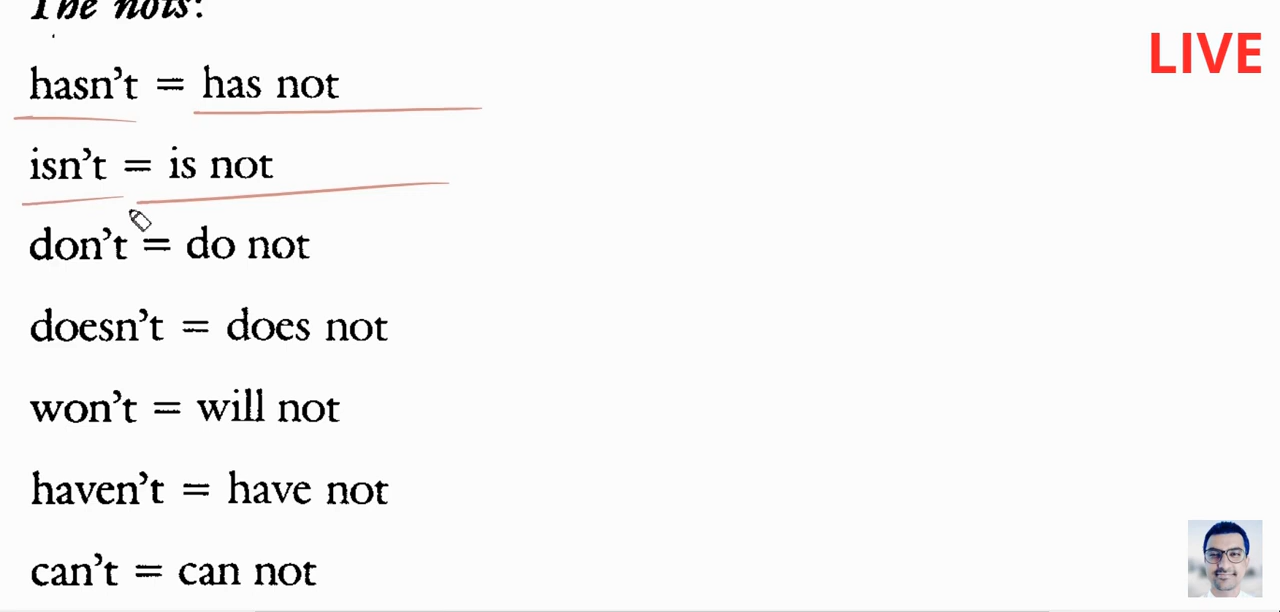 The nots:
LIVE
hasn't = has not
isn't = is not
don't = do not
doesn't = does not
won't = will not
haven't = have not
can't = can not